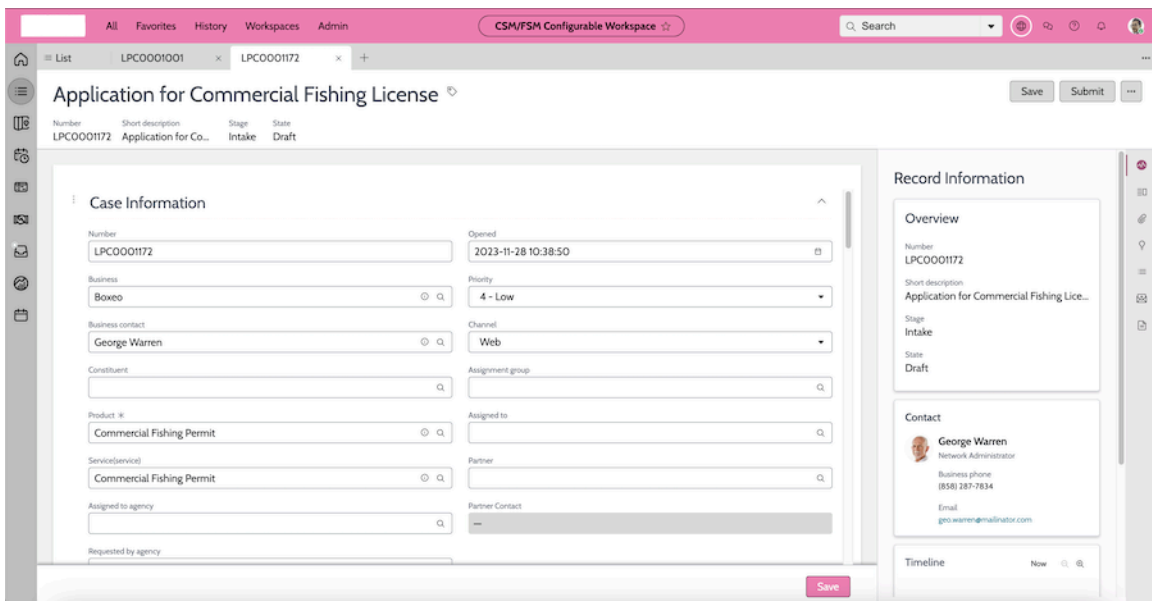 All Favorites History Workspaces Admin CSM/FSM Configurable Workspace Search
List LPC0001001 × LPC0001172 × +
Application for Commercial Fishing License Save Submit
Number Short description Stage State
LPC0001172 Application for Co... Intake Draft
Case Information
Number
LPC0001172
Opened
2023-11-28 10:38:50
Business
Boxeo
Priority
4 - Low
Business contact
George Warren
Channel
Web
Constituent
Assignment group
Product *
Commercial Fishing Permit
Assigned to
Service(service)
Commercial Fishing Permit
Partner
Assigned to agency
Partner Contact
—
Requested by agency
Save
Record Information
Overview
Number
LPC0001172
Short description
Application for Commercial Fishing Lice...
Stage
Intake
State
Draft
Contact
George Warren
Network Administrator
Business phone
(858) 287-7834
Email
geo.warren@mailinator.com
Timeline Now